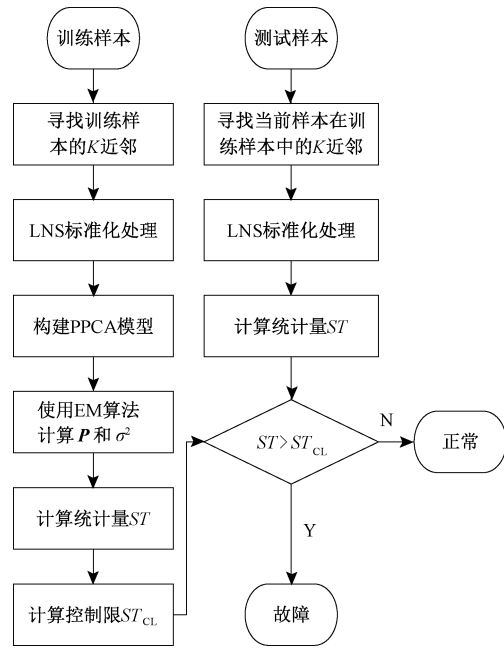 训练样本
寻找训练样
本的K近邻
LNS标准化处理
构建PPCA模型
使用EM算法
计算 P 和 σ²
计算统计量ST
计算控制限ST_CL
测试样本
寻找当前样本在训
练样本中的K近邻
LNS标准化处理
计算统计量ST
ST>ST_CL
N
正常
Y
故障